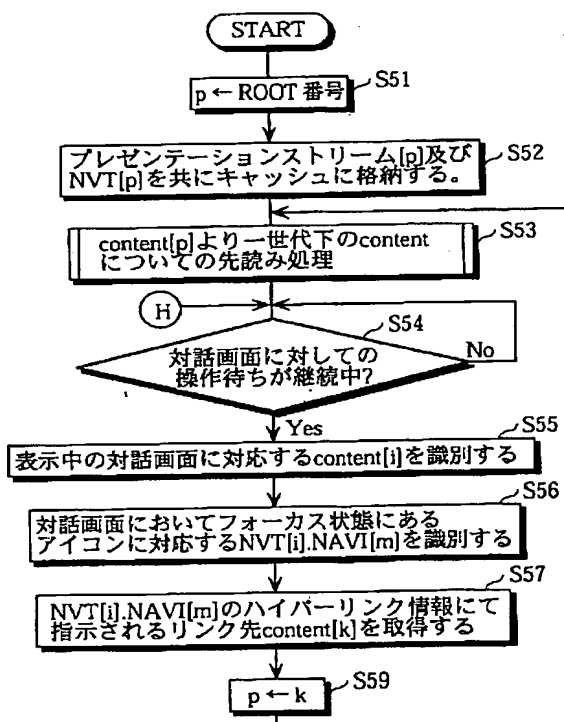 START
p ← ROOT 番号
S51
プレゼンテーションストリーム[p]及び
NVT[p]を共にキャッシュに格納する。
S52
content[p]より一世代下のcontent
についての先読み処理
S53
H
S54
対話画面に対しての
操作待ちが継続中?
No
Yes
S55
表示中の対話画面に対応するcontent[i]を識別する
S56
対話画面においてフォーカス状態にある
アイコンに対応するNVT[i].NAVI[m]を識別する
S57
NVT[i].NAVI[m]のハイパーリンク情報にて
指示されるリンク先content[k]を取得する
S59
p ← k